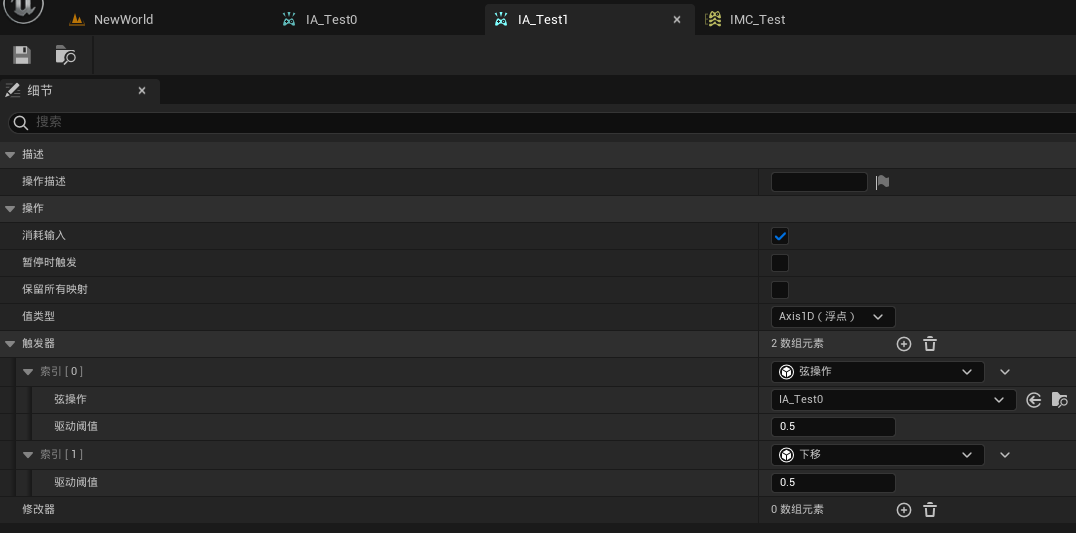 NewWorld IA_Test0 IA_Test1 IMC_Test
细节
搜索
描述
操作描述
操作
消耗输入
暂停时触发
保留所有映射
值类型 Axis1D（浮点）
触发器 2 数组元素
索引 [ 0 ] 弦操作
弦操作 IA_Test0
驱动阈值 0.5
索引 [ 1 ] 下移
驱动阈值 0.5
修改器 0 数组元素